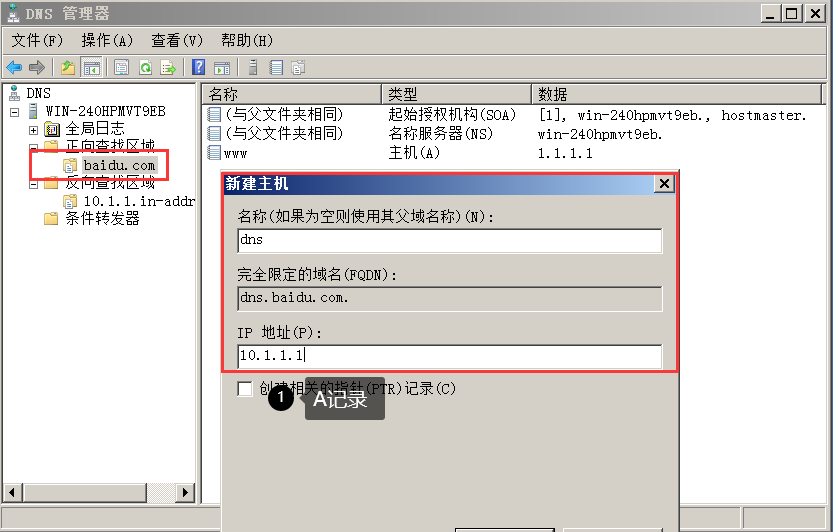 DNS 管理器
文件(F) 操作(A) 查看(V) 帮助(H)
DNS
WIN-240HPMVT9EB
全局日志
正向查找区域
baidu.com
反向查找区域
10.1.1.in-addr
条件转发器
名称 类型 数据
(与父文件夹相同) 起始授权机构(SOA) [1], win-240hpmvt9eb., hostmaster.
(与父文件夹相同) 名称服务器(NS) win-240hpmvt9eb.
www 主机(A) 1.1.1.1
新建主机
名称(如果为空则使用其父域名称)(N):
dns
完全限定的域名(FQDN):
dns.baidu.com.
IP 地址(P):
10.1.1.1
创建相关的指针(PTR)记录(C)
1 A记录